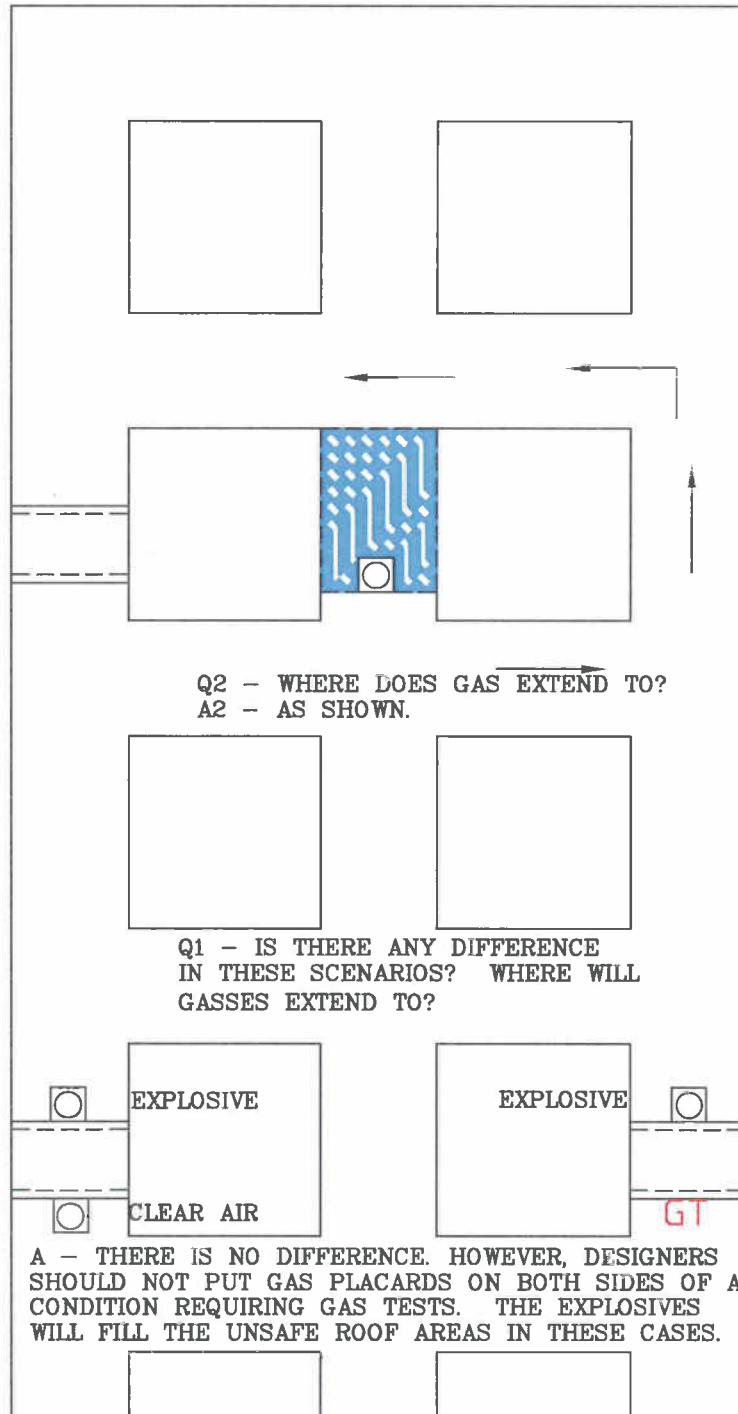 Q2 – WHERE DOES GAS EXTEND TO?
A2 – AS SHOWN.
Q1 – IS THERE ANY DIFFERENCE
IN THESE SCENARIOS? WHERE WILL
GASSES EXTEND TO?
EXPLOSIVE
EXPLOSIVE
CLEAR AIR
GT
A – THERE IS NO DIFFERENCE. HOWEVER, DESIGNERS
SHOULD NOT PUT GAS PLACARDS ON BOTH SIDES OF A
CONDITION REQUIRING GAS TESTS. THE EXPLOSIVES
WILL FILL THE UNSAFE ROOF AREAS IN THESE CASES.